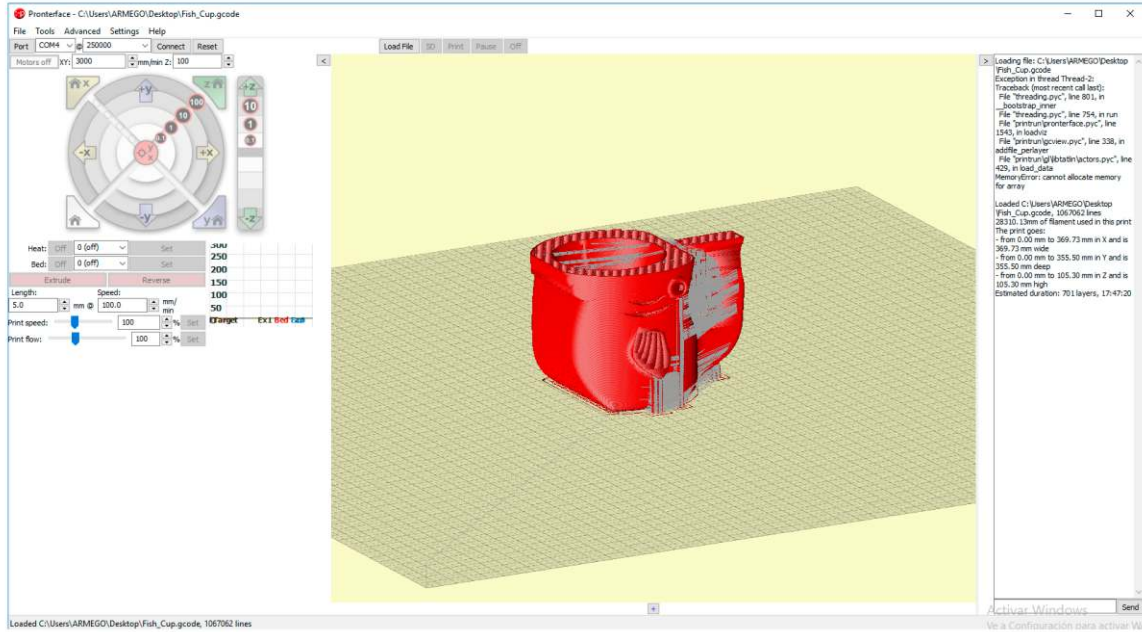 Pronterface - C:\Users\ARMEGO\Desktop\Fish_Cup.gcode
File Tools Advanced Settings Help
Port COM4 @ 250000 Connect Reset Load File SD Print Pause Off
Motors off XY: 3000 mm/min Z: 100 < >
x z
+y +z
100
10 10
1 1
0.1 0.1
-x y x +x
-y -z
y
Heat: Off 0 (off) Set
Bed: Off 0 (off) Set
Extrude Reverse
Length: Speed:
5.0 mm @ 100.0 mm/
min
Print speed: 100 % Set
Print flow: 100 % Set
300
250
200
150
100
50
Target Ex1 Bed
Loading file: C:\Users\ARMEGO\Desktop
\Fish_Cup.gcode
Exception in thread Thread-2:
Traceback (most recent call last):
File "threading.pyc", line 801, in
__bootstrap_inner
File "threading.pyc", line 754, in run
File "printrun\pronterface.pyc", line
1543, in loadviz
File "printrun\gcview.pyc", line 338, in
addfile_perlayer
File "printrun\gl\libtatlin\actors.pyc", line
429, in load_data
MemoryError: cannot allocate memory
for array
Loaded C:\Users\ARMEGO\Desktop
\Fish_Cup.gcode, 1067062 lines
28310.13mm of filament used in this print
The print goes:
- from 0.00 mm to 369.73 mm in X and is
369.73 mm wide
- from 0.00 mm to 355.50 mm in Y and is
355.50 mm deep
- from 0.00 mm to 105.30 mm in Z and is
105.30 mm high
Estimated duration: 701 layers, 17:47:20
+
Send
Activar Windows
Ve a Configuración para activar W
Loaded C:\Users\ARMEGO\Desktop\Fish_Cup.gcode, 1067062 lines